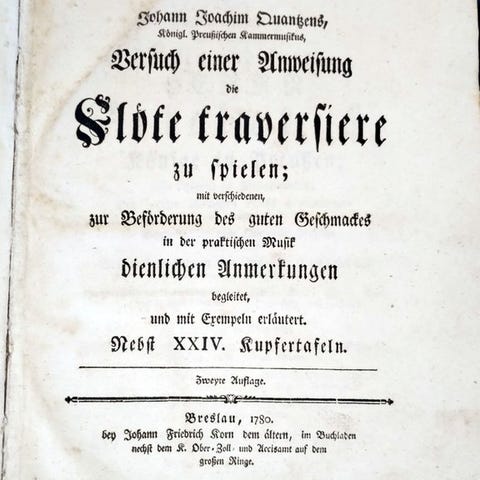 Johann Joachim Quantzens,
Königl. Preußischen Kammermusikus,
Versuch einer Anweisung
die
Flöte traversiere
zu spielen;
mit verschiedenen,
zur Beförderung des guten Geschmackes
in der praktischen Musik
dienlichen Anmerkungen
begleitet,
und mit Exempeln erläutert.
Nebst XXIV. Kupfertafeln.
Zweyte Auflage.
Breslau, 1780.
bey Johann Friedrich Korn dem ältern, im Buchladen
nechst dem K. Ober-Zoll- und Accisamt auf dem
großen Ringe.